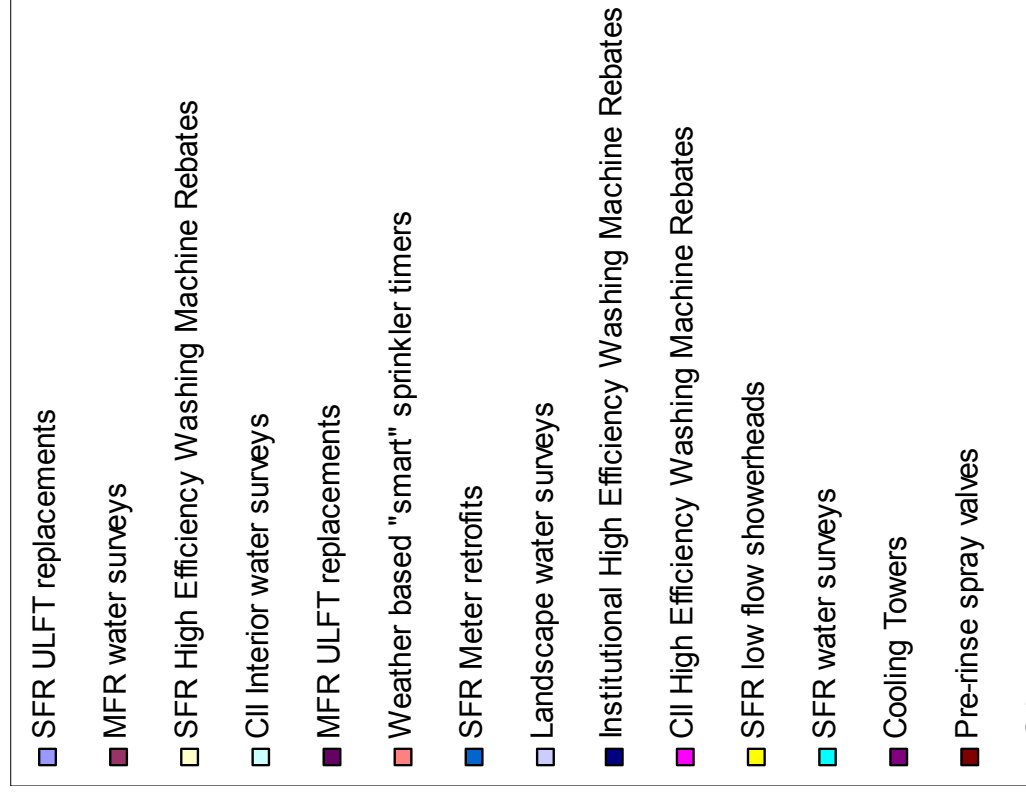 SFR ULFT replacements
MFR water surveys
SFR High Efficiency Washing Machine Rebates
CII Interior water surveys
MFR ULFT replacements
Weather based "smart" sprinkler timers
SFR Meter retrofits
Landscape water surveys
Institutional High Efficiency Washing Machine Rebates
CII High Efficiency Washing Machine Rebates
SFR low flow showerheads
SFR water surveys
Cooling Towers
Pre-rinse spray valves